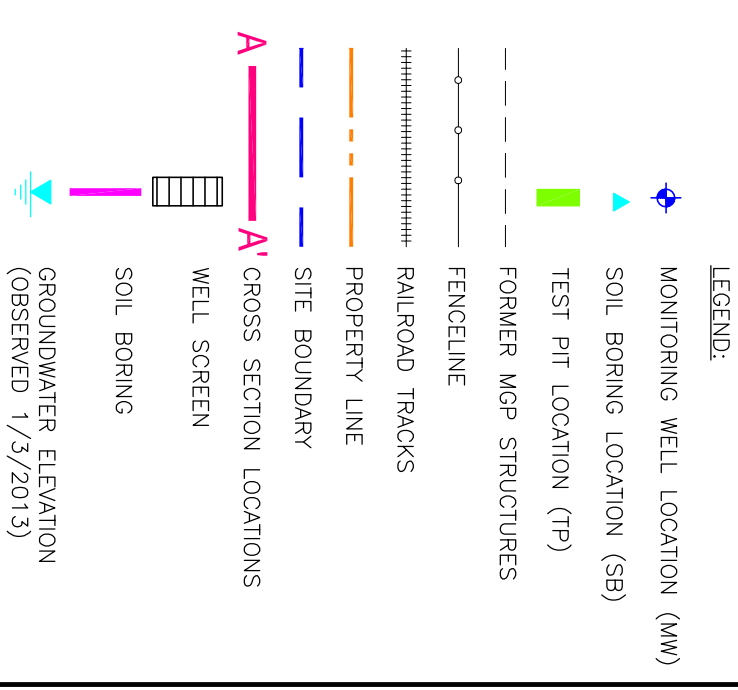 LEGEND:
MONITORING WELL LOCATION (MW)
SOIL BORING LOCATION (SB)
TEST PIT LOCATION (TP)
FORMER MGP STRUCTURES
FENCELINE
RAILROAD TRACKS
PROPERTY LINE
SITE BOUNDARY
A A' CROSS SECTION LOCATIONS
WELL SCREEN
SOIL BORING
GROUNDWATER ELEVATION
(OBSERVED 1/3/2013)